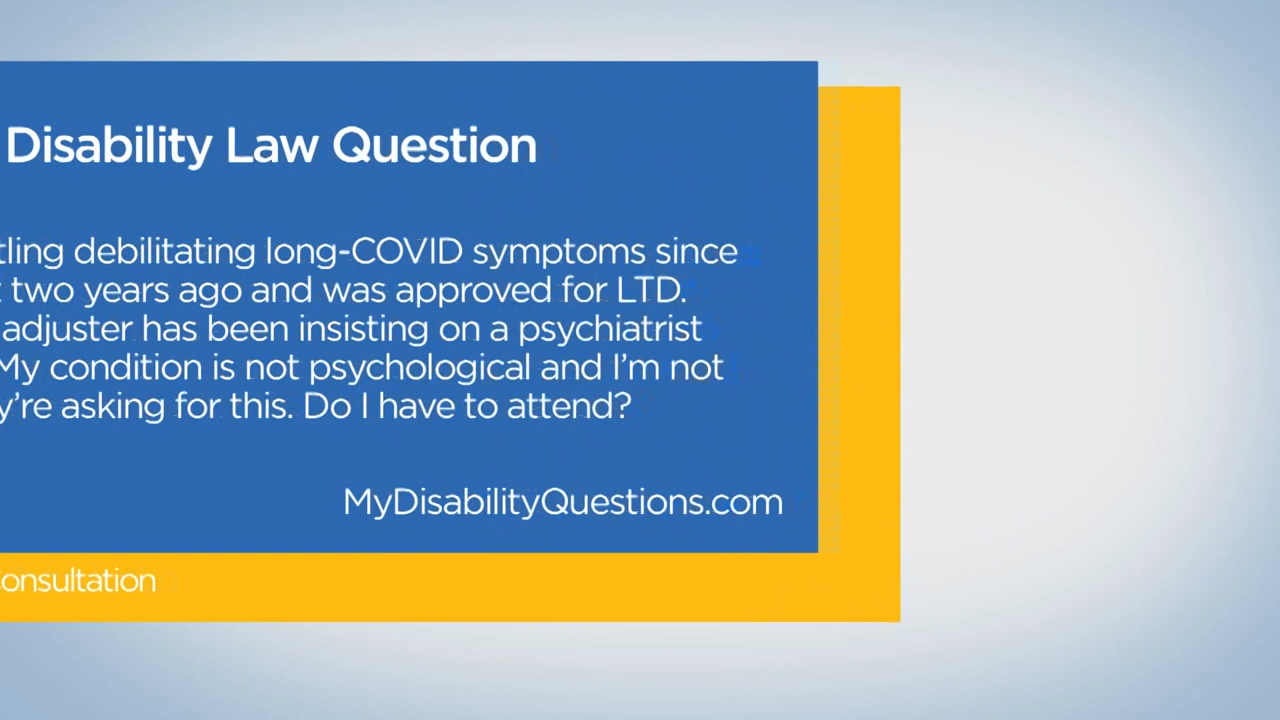 Disability Law Question
tling debilitating long-COVID symptoms since
two years ago and was approved for LTD.
adjuster has been insisting on a psychiatrist
My condition is not psychological and I'm not
y're asking for this. Do I have to attend?
MyDisabilityQuestions.com
onsultation